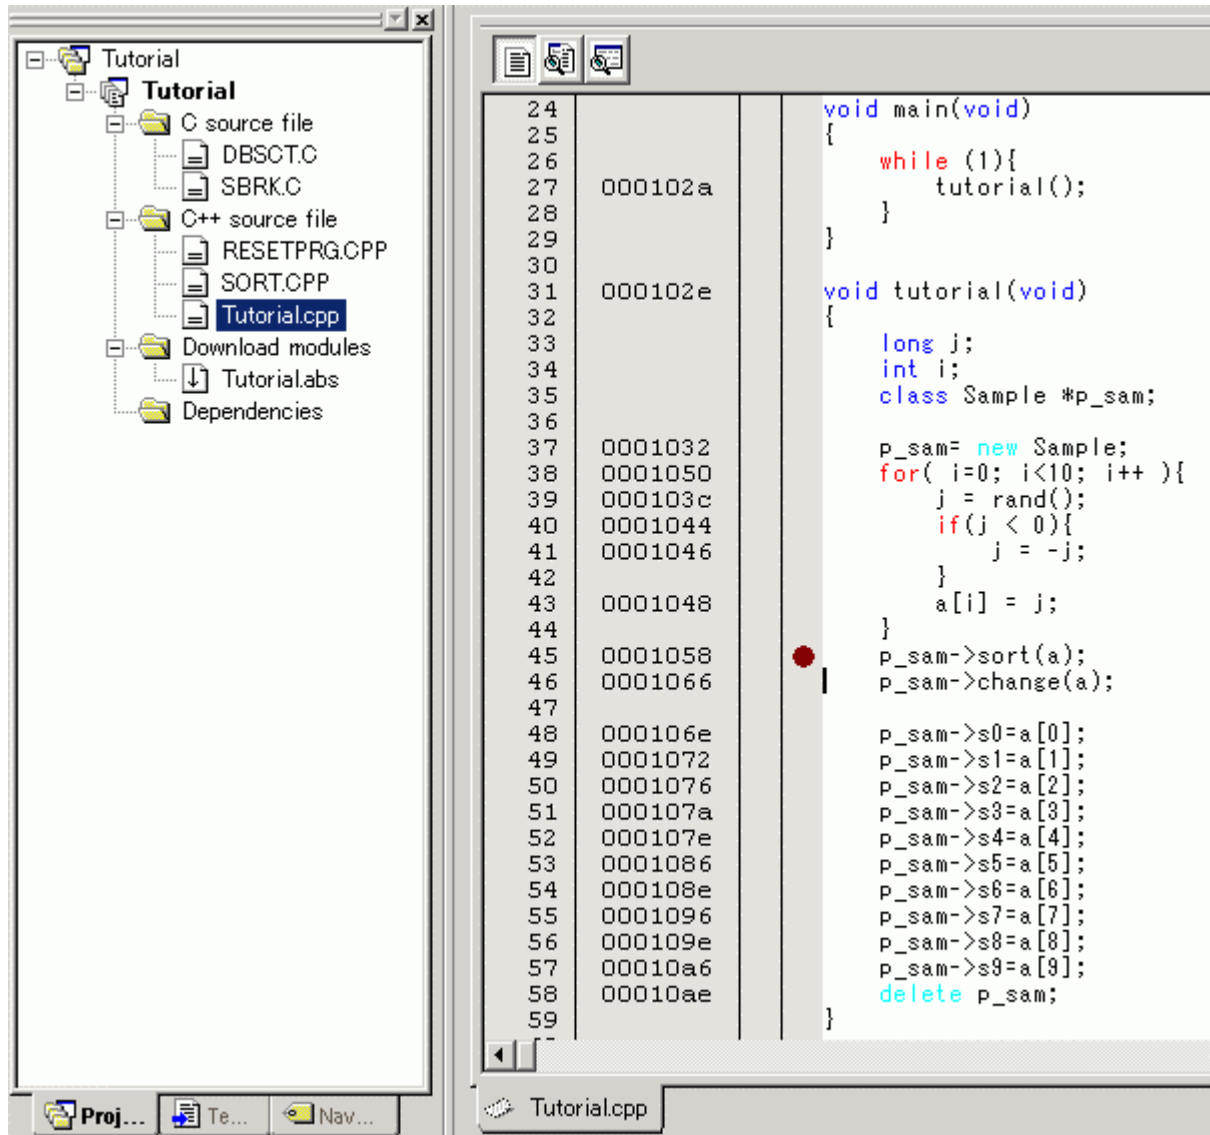 Tutorial
Tutorial
C source file
DBSCT.C
SBRK.C
C++ source file
RESETPRG.CPP
SORT.CPP
Tutorial.cpp
Download modules
Tutorial.abs
Dependencies
Proj...
Te...
Nav...
24 void main(void)
25 {
26 while (1){
27 000102a tutorial();
28 }
29 }
30
31 000102e void tutorial(void)
32 {
33 long j;
34 int i;
35 class Sample *p_sam;
36
37 0001032 p_sam= new Sample;
38 0001050 for( i=0; i<10; i++ ){
39 000103c j = rand();
40 0001044 if(j < 0){
41 0001046 j = -j;
42 }
43 0001048 a[i] = j;
44 }
45 0001058 p_sam->sort(a);
46 0001066 p_sam->change(a);
47
48 000106e p_sam->s0=a[0];
49 0001072 p_sam->s1=a[1];
50 0001076 p_sam->s2=a[2];
51 000107a p_sam->s3=a[3];
52 000107e p_sam->s4=a[4];
53 0001086 p_sam->s5=a[5];
54 000108e p_sam->s6=a[6];
55 0001096 p_sam->s7=a[7];
56 000109e p_sam->s8=a[8];
57 00010a6 p_sam->s9=a[9];
58 00010ae delete p_sam;
59 }
Tutorial.cpp